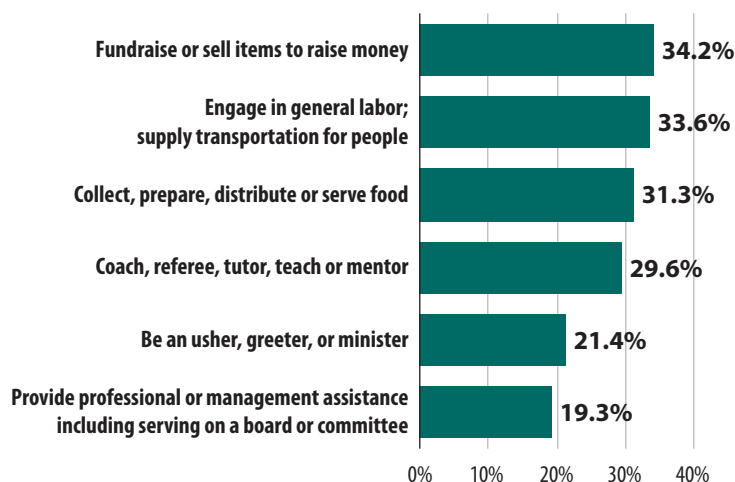 Fundraise or sell items to raise money
34.2%
Engage in general labor;
supply transportation for people
33.6%
Collect, prepare, distribute or serve food
31.3%
Coach, referee, tutor, teach or mentor
29.6%
Be an usher, greeter, or minister
21.4%
Provide professional or management assistance
including serving on a board or committee
19.3%
0% 10% 20% 30% 40%